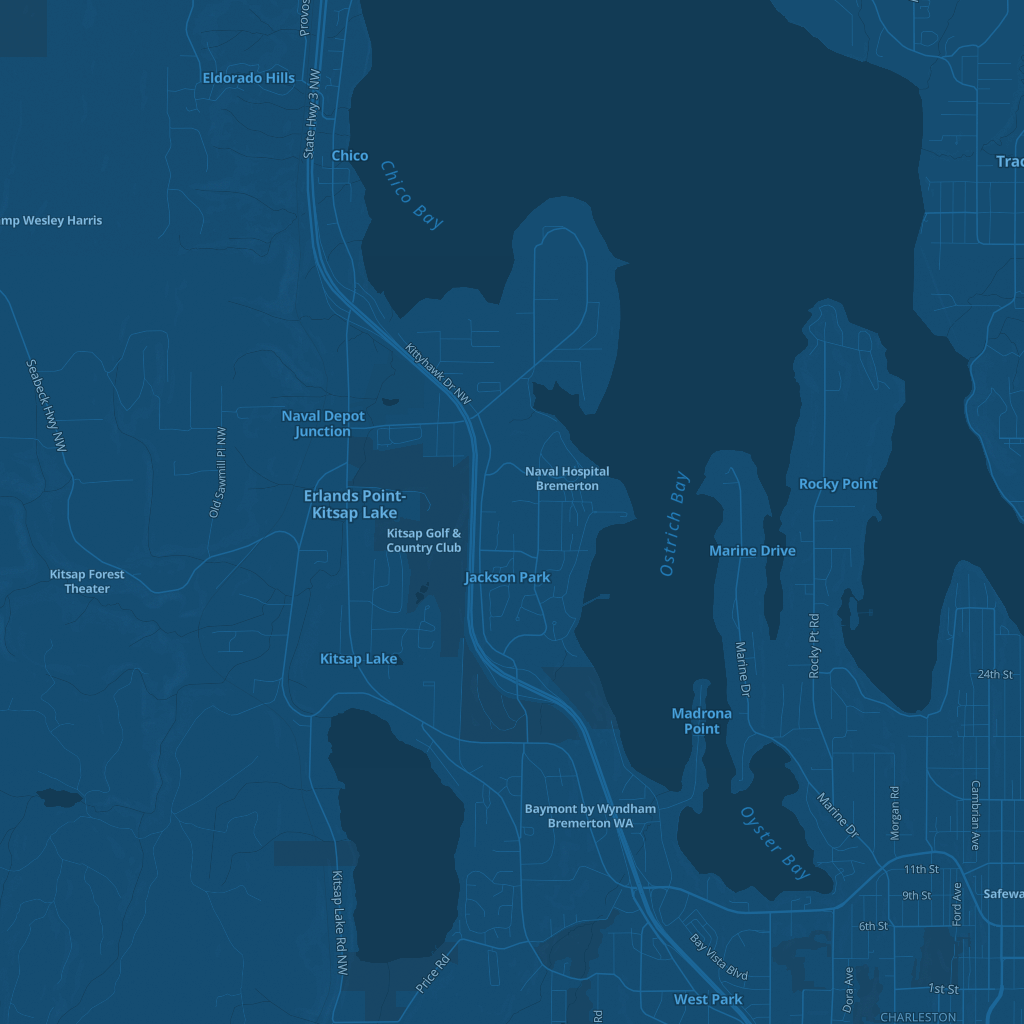 Provos
Eldorado Hills
State Hwy 3 NW
Chico
Chico Bay
Trac
mp Wesley Harris
Kittyhawk Dr NW
Seabeck Hwy NW
Naval Depot
Junction
Old Sawmill Pl NW
Naval Hospital
Bremerton
Rocky Point
Erlands Point-
Kitsap Lake
Ostrich Bay
Kitsap Golf &
Country Club
Marine Drive
Kitsap Forest
Theater
Jackson Park
Rocky Pt Rd
Kitsap Lake
Marine Dr
24th St
Madrona
Point
Baymont by Wyndham
Bremerton WA
Oyster Bay
Marine Dr
Morgan Rd
Cambrian Ave
11th St
9th St
Ford Ave
Safewa
6th St
Kitsap Lake Rd NW
Price Rd
Bay Vista Blvd
Dora Ave
1st St
West Park
Rd
CHARLESTON